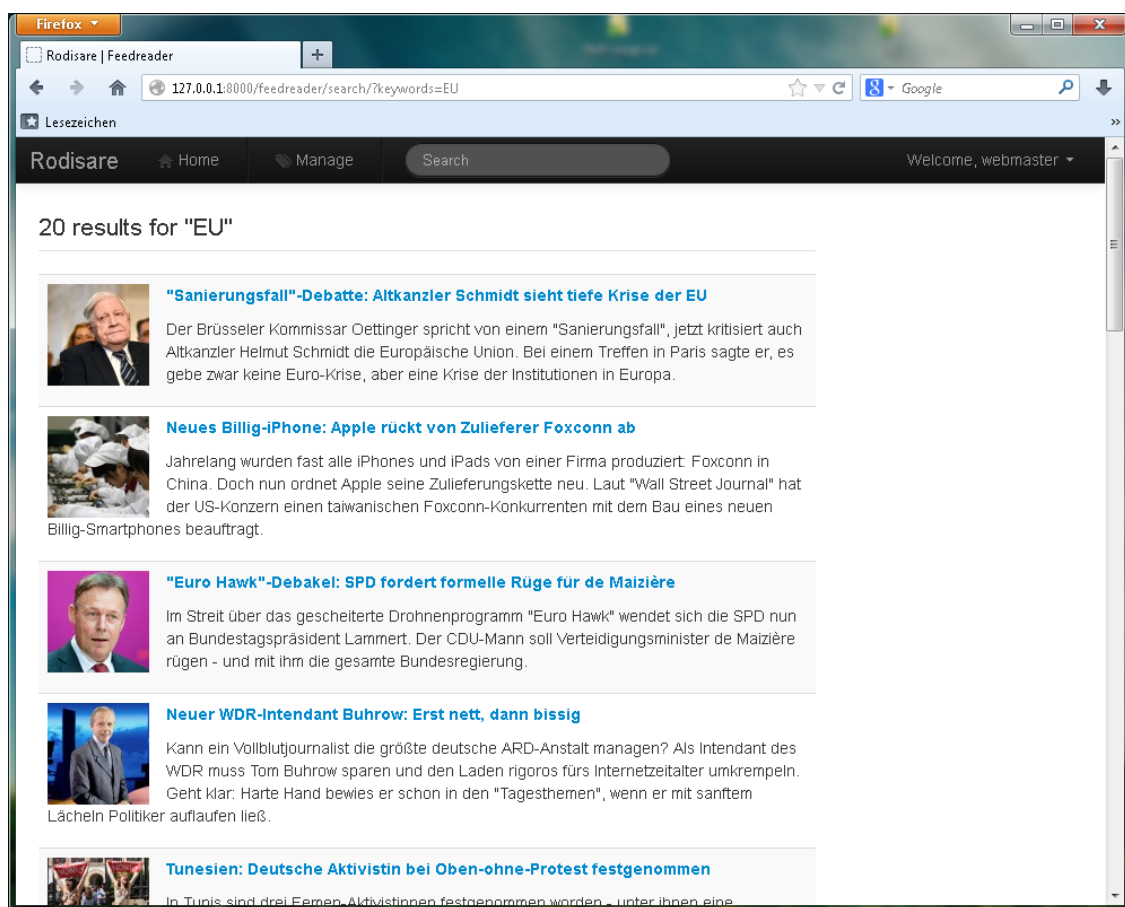 Firefox
Rodisare | Feedreader
127.0.0.1:8000/feedreader/search/?keywords=EU
Google
Lesezeichen
Rodisare Home Manage Search Welcome, webmaster
20 results for "EU"
"Sanierungsfall"-Debatte: Altkanzler Schmidt sieht tiefe Krise der EU
Der Brüsseler Kommissar Oettinger spricht von einem "Sanierungsfall", jetzt kritisiert auch
Altkanzler Helmut Schmidt die Europäische Union. Bei einem Treffen in Paris sagte er, es
gebe zwar keine Euro-Krise, aber eine Krise der Institutionen in Europa.
Neues Billig-iPhone: Apple rückt von Zulieferer Foxconn ab
Jahrelang wurden fast alle iPhones und iPads von einer Firma produziert: Foxconn in
China. Doch nun ordnet Apple seine Zulieferungskette neu. Laut "Wall Street Journal" hat
der US-Konzern einen taiwanischen Foxconn-Konkurrenten mit dem Bau eines neuen
Billig-Smartphones beauftragt.
"Euro Hawk"-Debakel: SPD fordert formelle Rüge für de Maizière
Im Streit über das gescheiterte Drohnenprogramm "Euro Hawk" wendet sich die SPD nun
an Bundestagspräsident Lammert. Der CDU-Mann soll Verteidigungsminister de Maizière
rügen - und mit ihm die gesamte Bundesregierung.
Neuer WDR-Intendant Buhrow: Erst nett, dann bissig
Kann ein Vollblutjournalist die größte deutsche ARD-Anstalt managen? Als Intendant des
WDR muss Tom Buhrow sparen und den Laden rigoros fürs Internetzeitalter umkrempeln.
Geht klar: Harte Hand bewies er schon in den "Tagesthemen", wenn er mit sanftem
Lächeln Politiker auflaufen ließ.
Tunesien: Deutsche Aktivistin bei Oben-ohne-Protest festgenommen
In Tunis sind drei Femen-Aktivistinnen festgenommen worden - unter ihnen eine